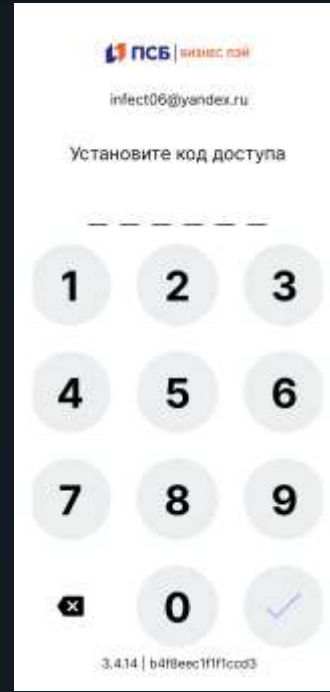 ПСБ | БИЗНЕС ПЭЙ
infect06@yandex.ru
Установите код доступа
1 2 3
4 5 6
7 8 9
0
3.4.14 | b4f8eec1f1f1ccd3